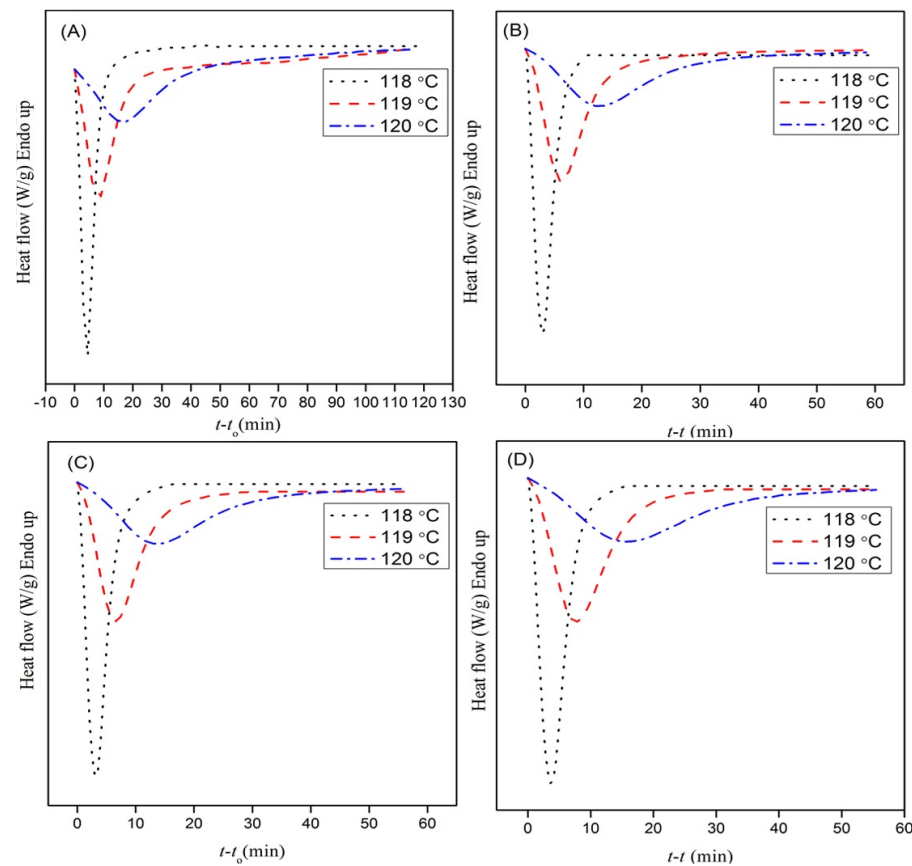 (A)
118 °C
119 °C
120 °C
Heat flow (W/g) Endo up
-10 0 10 20 30 40 50 60 70 80 90 100 110 120 130
t-to(min)
(B)
118 °C
119 °C
120 °C
Heat flow (W/g) Endo up
0 10 20 30 40 50 60
t-t (min)
(C)
118 °C
119 °C
120 °C
Heat flow (W/g) Endo up
0 10 20 30 40 50 60
t-to(min)
(D)
118 °C
119 °C
120 °C
Heat flow (W/g) Endo up
0 10 20 30 40 50 60
t-t (min)